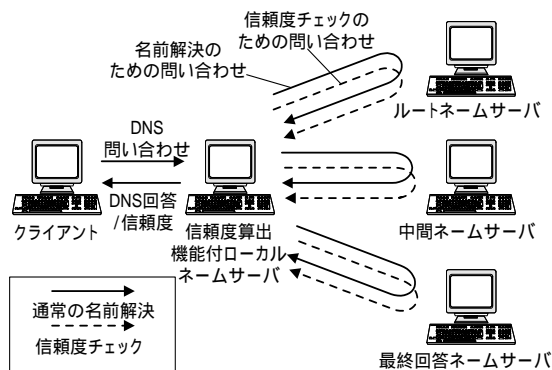 信頼度チェックの
ための問い合わせ
名前解決の
ための問い合わせ
ルートネームサーバ
DNS
問い合わせ
DNS回答
/信頼度
クライアント
信頼度算出
機能付ローカル
ネームサーバ
中間ネームサーバ
通常の名前解決
信頼度チェック
最終回答ネームサーバ